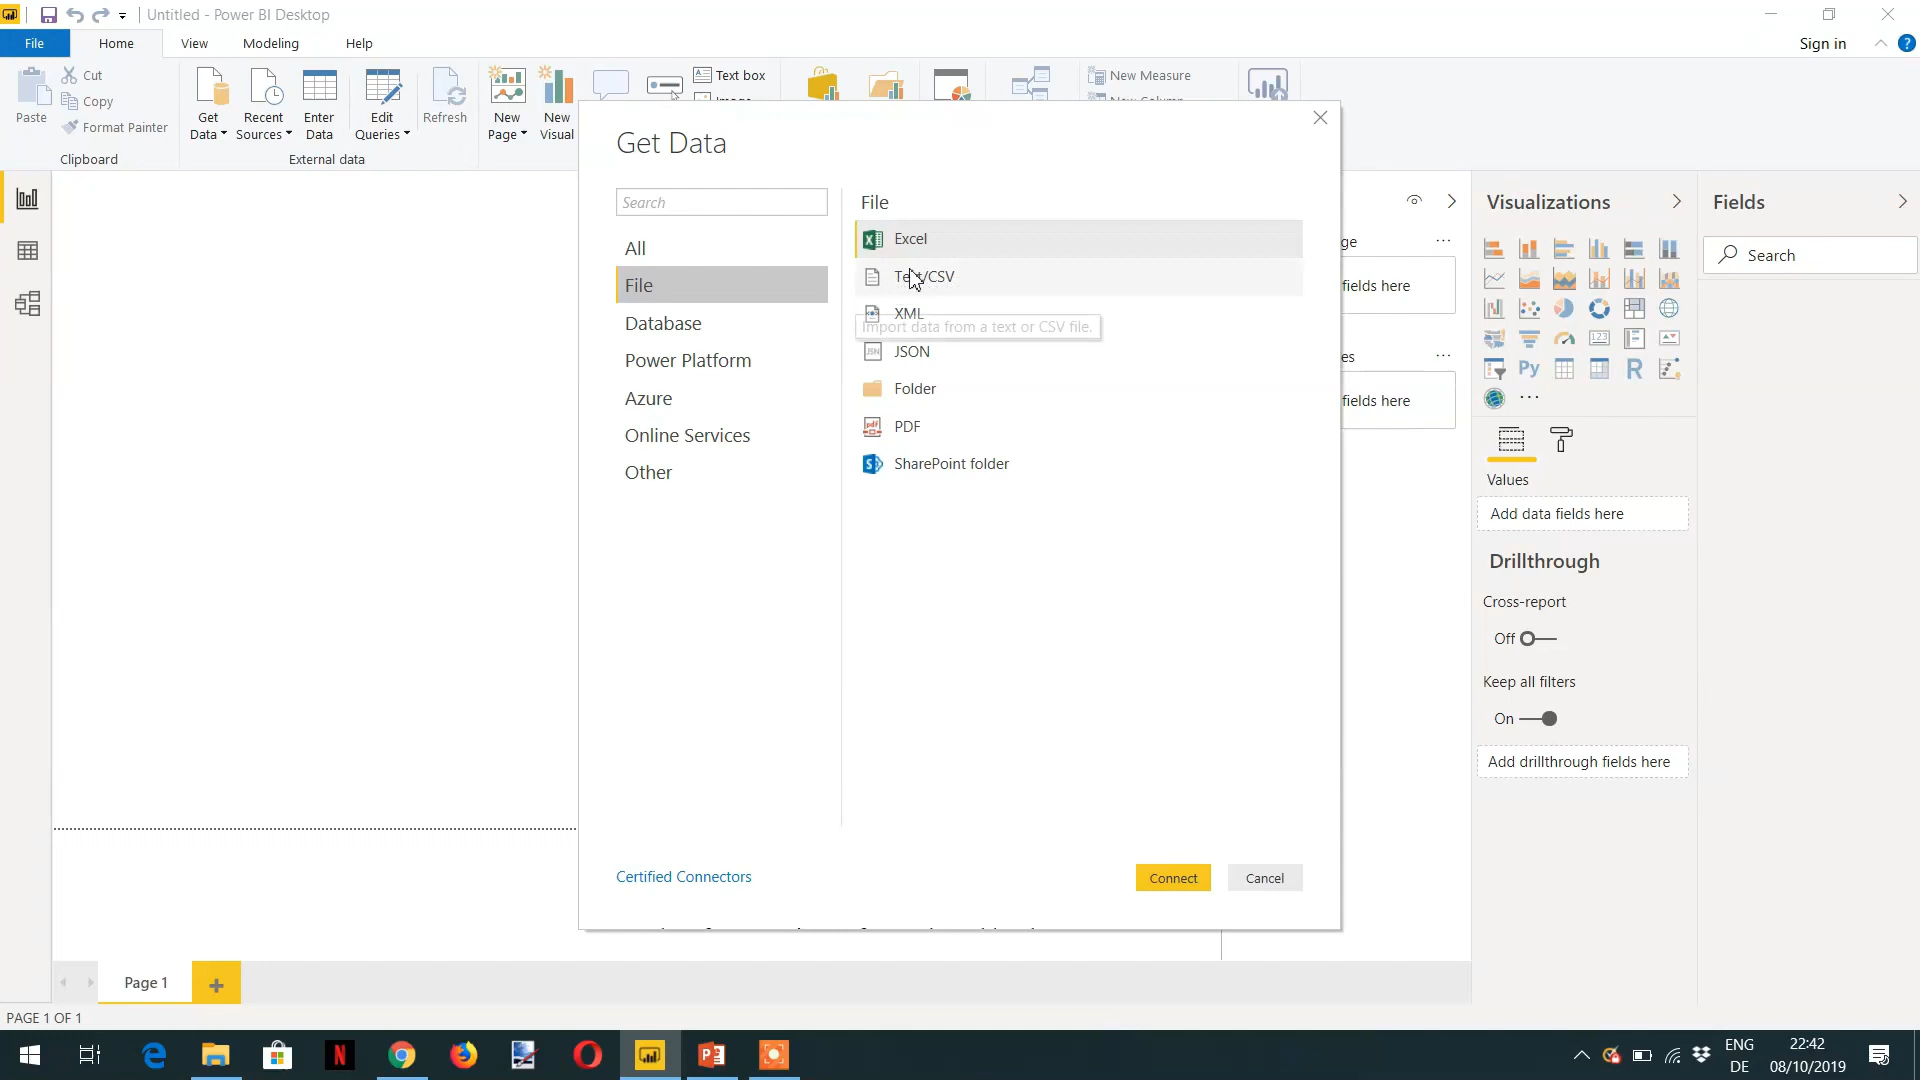 Untitled - Power BI Desktop
File
Home
View
Modeling
Help
Sign in
?
Paste
Cut
Copy
Format Painter
Clipboard
Get
Data
Recent
Sources
Enter
Data
Edit
Queries
Refresh
External data
New
Page
New
Visual
Text box
New Measure
Get Data
Search
All
File
Database
Power Platform
Azure
Online Services
Other
File
Excel
Text/CSV
XML
Import data from a text or CSV file.
JSON
Folder
PDF
SharePoint folder
Certified Connectors
Connect
Cancel
ge
fields here
es
fields here
Visualizations
Py
R
Values
Add data fields here
Drillthrough
Cross-report
Off
Keep all filters
On
Add drillthrough fields here
Fields
Search
Page 1
PAGE 1 OF 1
ENG
DE
22:42
08/10/2019